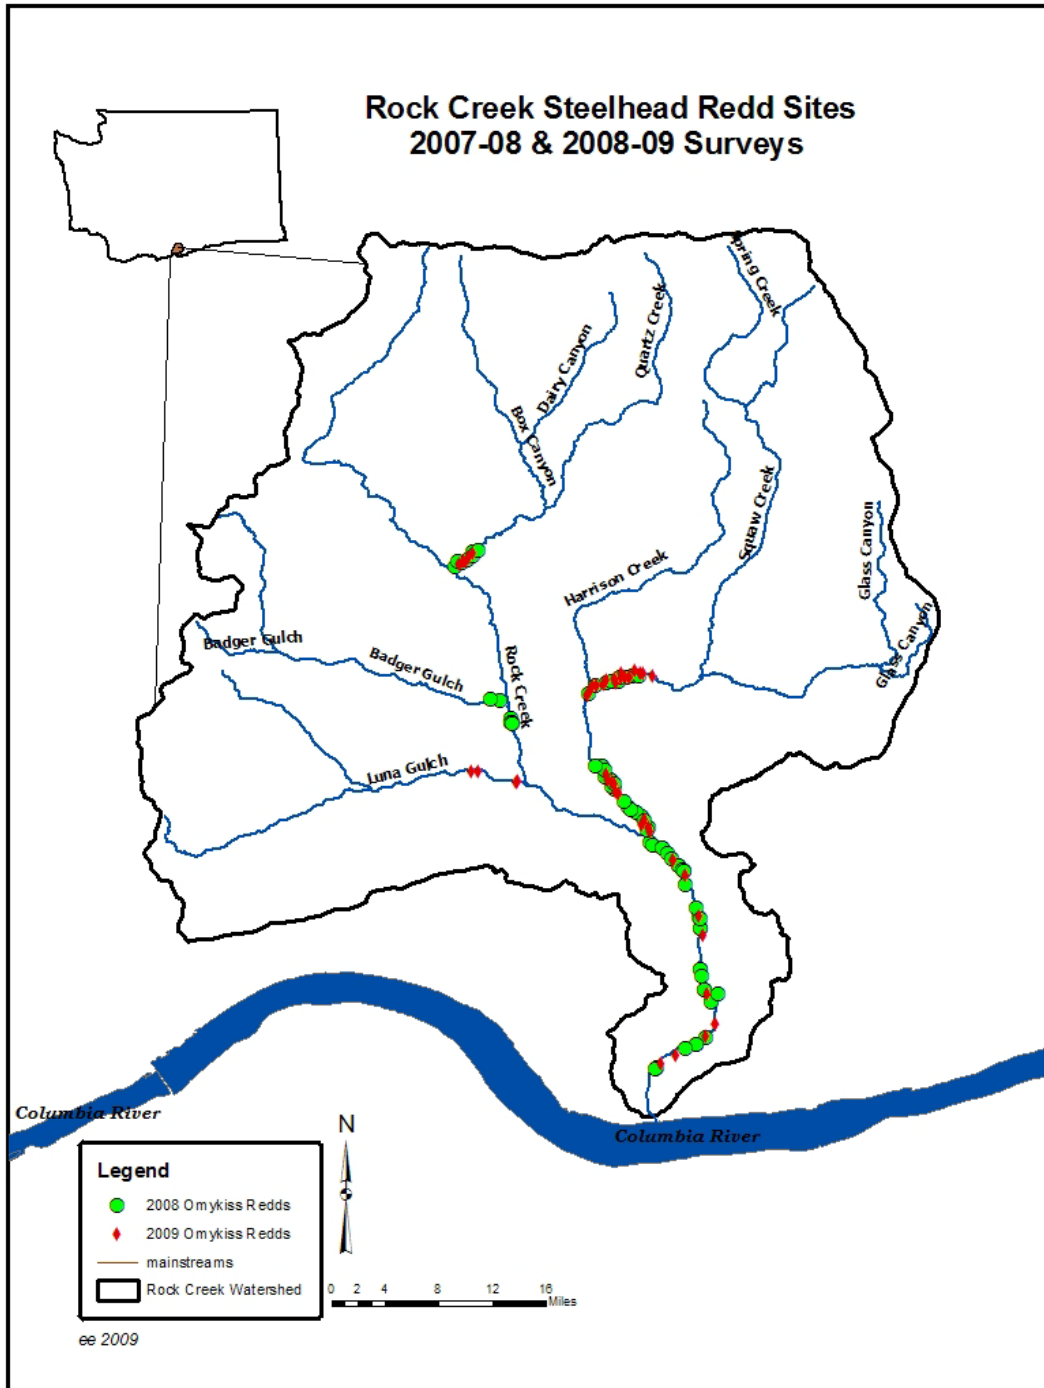 Rock Creek Steelhead Redd Sites
2007-08 & 2008-09 Surveys
Spring Creek
Quartz Creek
Dairy Canyon
Box Canyon
Squaw Creek
Glass Canyon
Harrison Creek
Glass Canyon
Badger Gulch
Badger Gulch
Rock Creek
Luna Gulch
Columbia River
Columbia River
N
Legend
2008 Omykiss Redds
2009 Omykiss Redds
mainstreams
Rock Creek Watershed
0 2 4 8 12 16
Miles
ee 2009